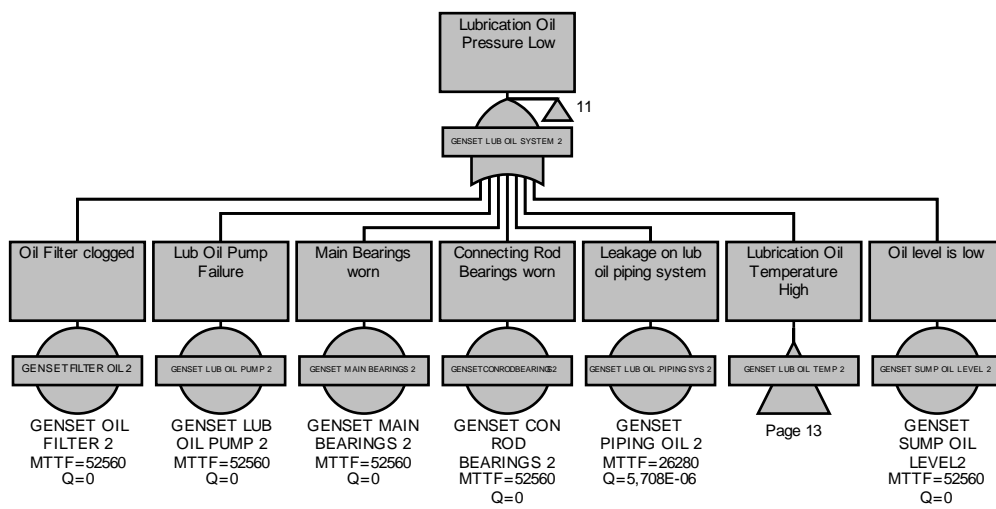 Lubrication Oil
Pressure Low
11
GENSET LUB OIL SYSTEM 2
Oil Filter clogged
Lub Oil Pump
Failure
Main Bearings
worn
Connecting Rod
Bearings worn
Leakage on lub
oil piping system
Lubrication Oil
Temperature
High
Oil level is low
GENSET FILTER OIL 2
GENSET LUB OIL PUMP 2
GENSET MAIN BEARINGS 2
GENSETCONRODBEARINGS2
GENSET LUB OIL PIPING SYS 2
GENSET LUB OIL TEMP 2
GENSET SUMP OIL LEVEL 2
GENSET OIL
FILTER 2
MTTF=52560
Q=0
GENSET LUB
OIL PUMP 2
MTTF=52560
Q=0
GENSET MAIN
BEARINGS 2
MTTF=52560
Q=0
GENSET CON
ROD
BEARINGS 2
MTTF=52560
Q=0
GENSET
PIPING OIL 2
MTTF=26280
Q=5,708E-06
Page 13
GENSET
SUMP OIL
LEVEL2
MTTF=52560
Q=0